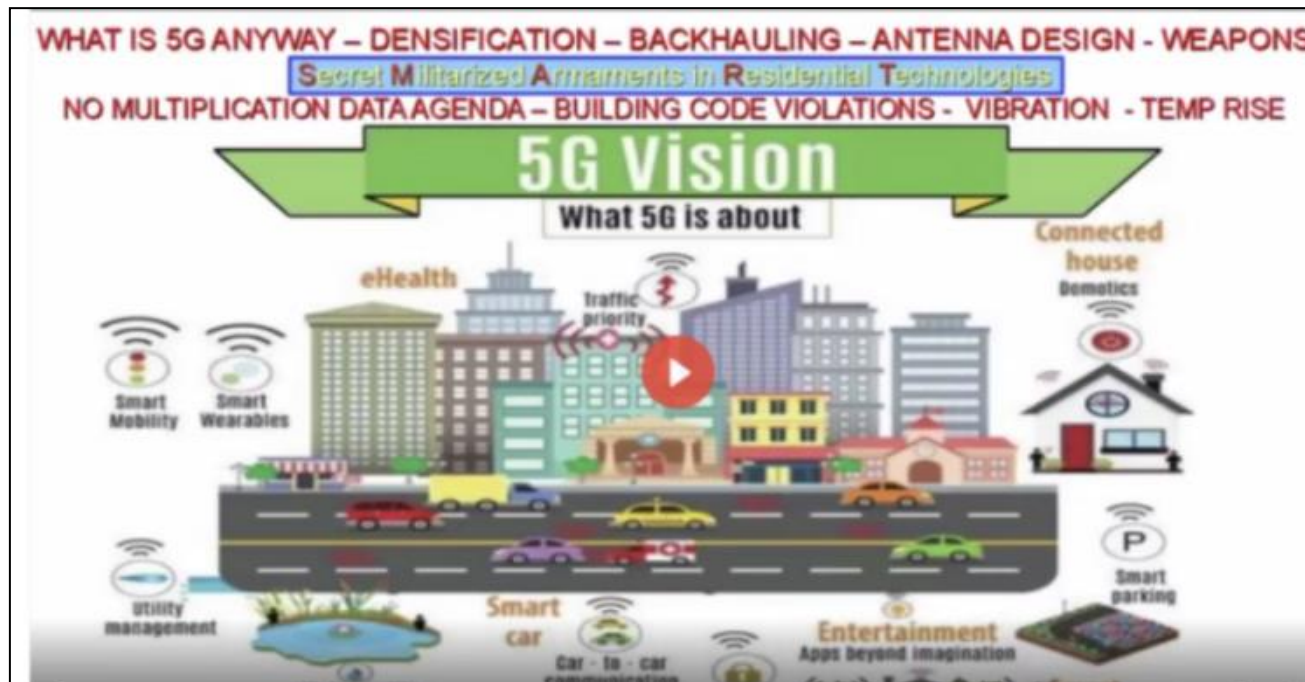 WHAT IS 5G ANYWAY – DENSIFICATION – BACKHAULING – ANTENNA DESIGN - WEAPONS
Secret Militarized Armaments in Residential Technologies
NO MULTIPLICATION DATA AGENDA – BUILDING CODE VIOLATIONS - VIBRATION - TEMP RISE
5G Vision
What 5G is about
Connected
house
Domotics
eHealth
Traffic
priority
Smart
Mobility
Smart
Wearables
P
Smart
parking
Utility
management
Smart
car
Car - to - car
communication
Entertainment
Apps beyond imagination